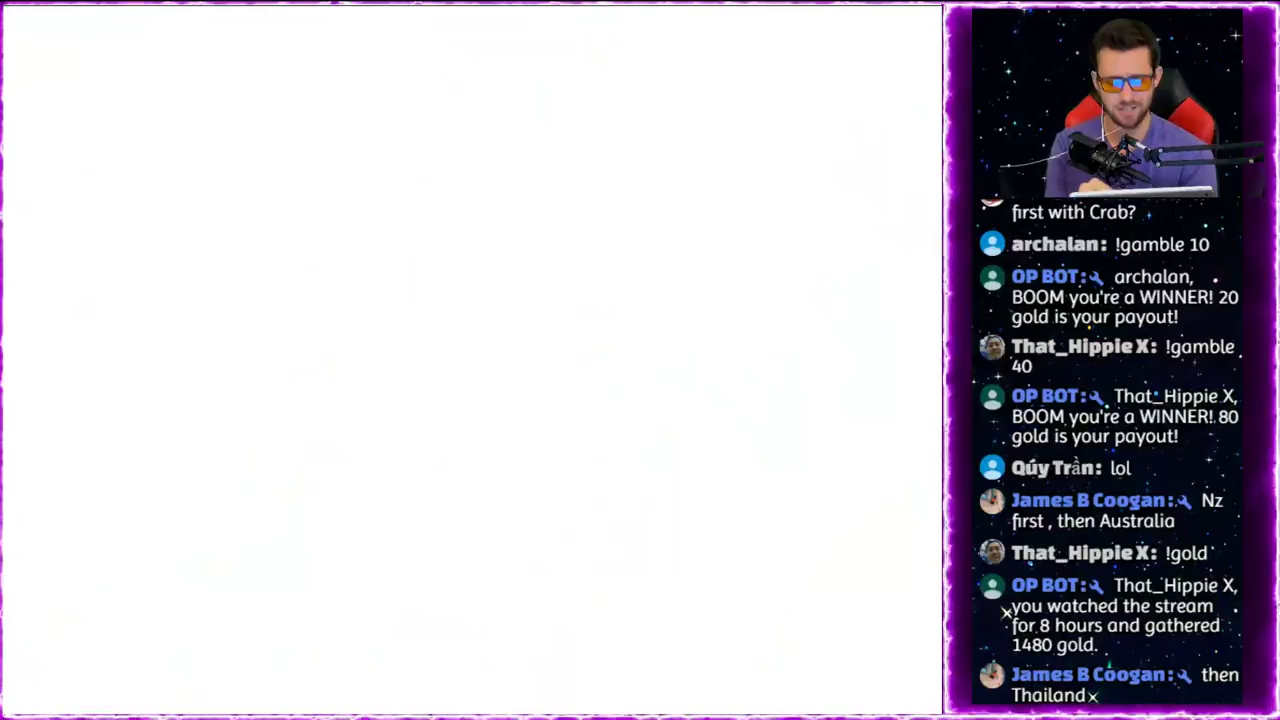 first with Crab?
archalan: !gamble 10
OP BOT: archalan,
BOOM you're a WINNER! 20
gold is your payout!
That_Hippie X: !gamble
40
OP BOT: That_Hippie X,
BOOM you're a WINNER! 80
gold is your payout!
Qúy Trần: lol
James B Coogan: Nz
first , then Australia
That_Hippie X: !gold
OP BOT: That_Hippie X,
you watched the stream
for 8 hours and gathered
1480 gold.
James B Coogan: then
Thailand